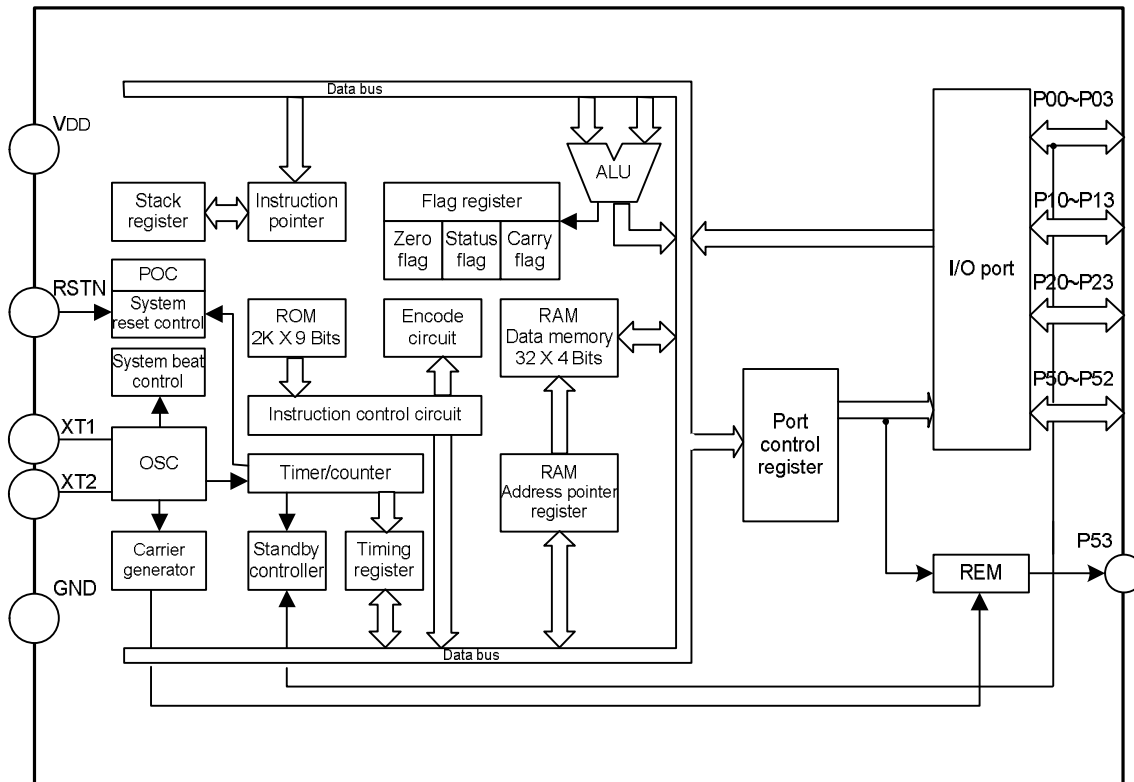 Data bus
P00~P03
VDD
ALU
Stack
register
Instruction
pointer
Flag register
Zero
flag
Status
flag
Carry
flag
P10~P13
I/O port
POC
System
reset control
RSTN
P20~P23
ROM
2K X 9 Bits
Encode
circuit
RAM
Data memory
32 X 4 Bits
System beat
control
P50~P52
Instruction control circuit
Port
control
register
XT1
OSC
XT2
Timer/counter
RAM
Address pointer
register
Carrier
generator
Standby
controller
Timing
register
P53
REM
GND
Data bus